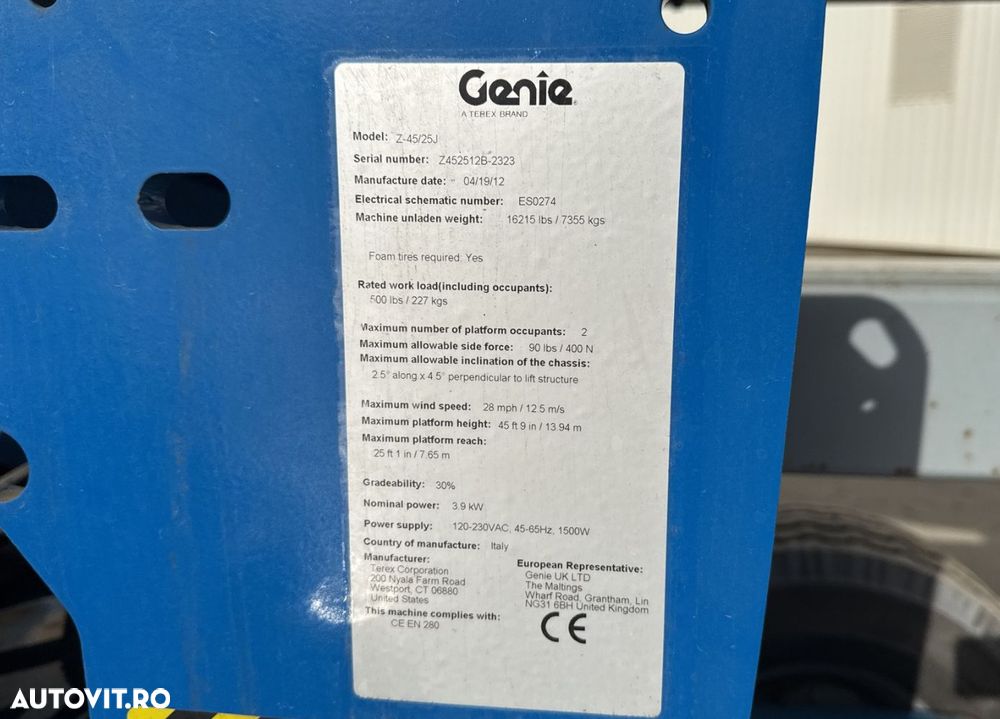 Genie
A TEREX BRAND
Model: Z-45/25J
Serial number: Z452512B-2323
Manufacture date: 04/19/12
Electrical schematic number: ES0274
Machine unladen weight: 16215 lbs / 7355 kgs
Foam tires required: Yes
Rated work load(including occupants):
500 lbs / 227 kgs
Maximum number of platform occupants: 2
Maximum allowable side force: 90 lbs / 400 N
Maximum allowable inclination of the chassis:
2.5° along x 4.5° perpendicular to lift structure
Maximum wind speed: 28 mph / 12.5 m/s
Maximum platform height: 45 ft 9 in / 13.94 m
Maximum platform reach:
25 ft 1 in / 7.65 m
Gradeability: 30%
Nominal power: 3.9 kW
Power supply: 120-230VAC, 45-65Hz, 1500W
Country of manufacture: Italy
Manufacturer:
Terex Corporation
200 Nyala Farm Road
Westport, CT 06880
United States
This machine complies with:
CE EN 280
European Representative:
Genie UK LTD
The Maltings
Wharf Road, Grantham, Lin
NG31 6BH United Kingdom
CE
AUTOVIT.RO